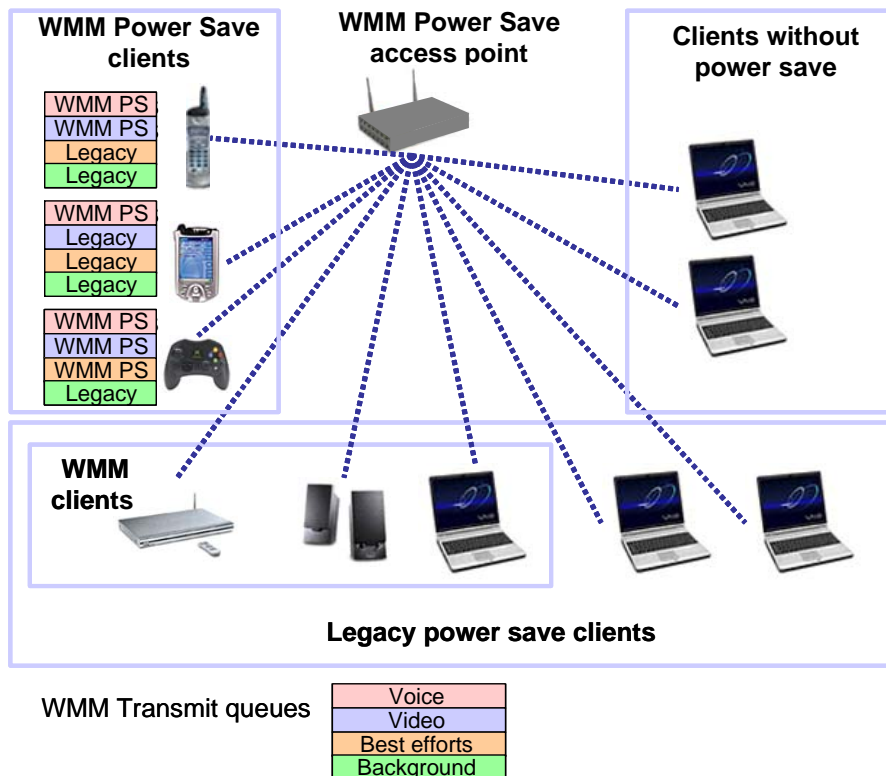 WMM Power Save
clients
WMM Power Save
access point
Clients without
power save
WMM PS
WMM PS
Legacy
Legacy
WMM PS
Legacy
Legacy
Legacy
WMM PS
WMM PS
WMM PS
Legacy
WMM
clients
Legacy power save clients
WMM Transmit queues
Voice
Video
Best efforts
Background